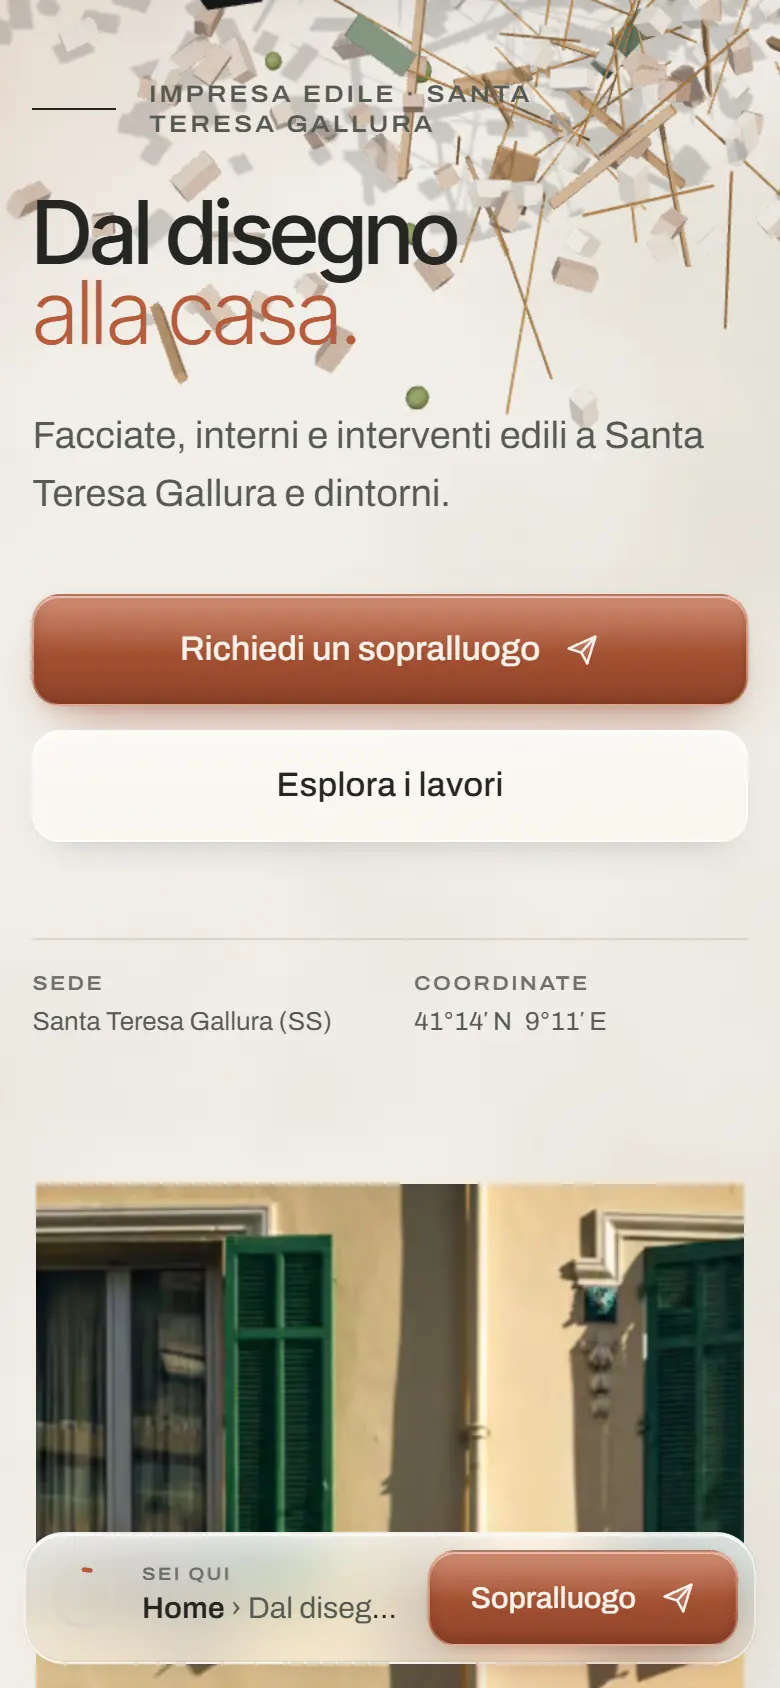 IMPRESA EDILE · SANTA
TERESA GALLURA
Dal disegno
alla casa.
Facciate, interni e interventi edili a Santa
Teresa Gallura e dintorni.
Richiedi un sopralluogo
Esplora i lavori
SEDE
Santa Teresa Gallura (SS)
COORDINATE
41°14′ N 9°11′ E
SEI QUI
Home › Dal diseg...
Sopralluogo